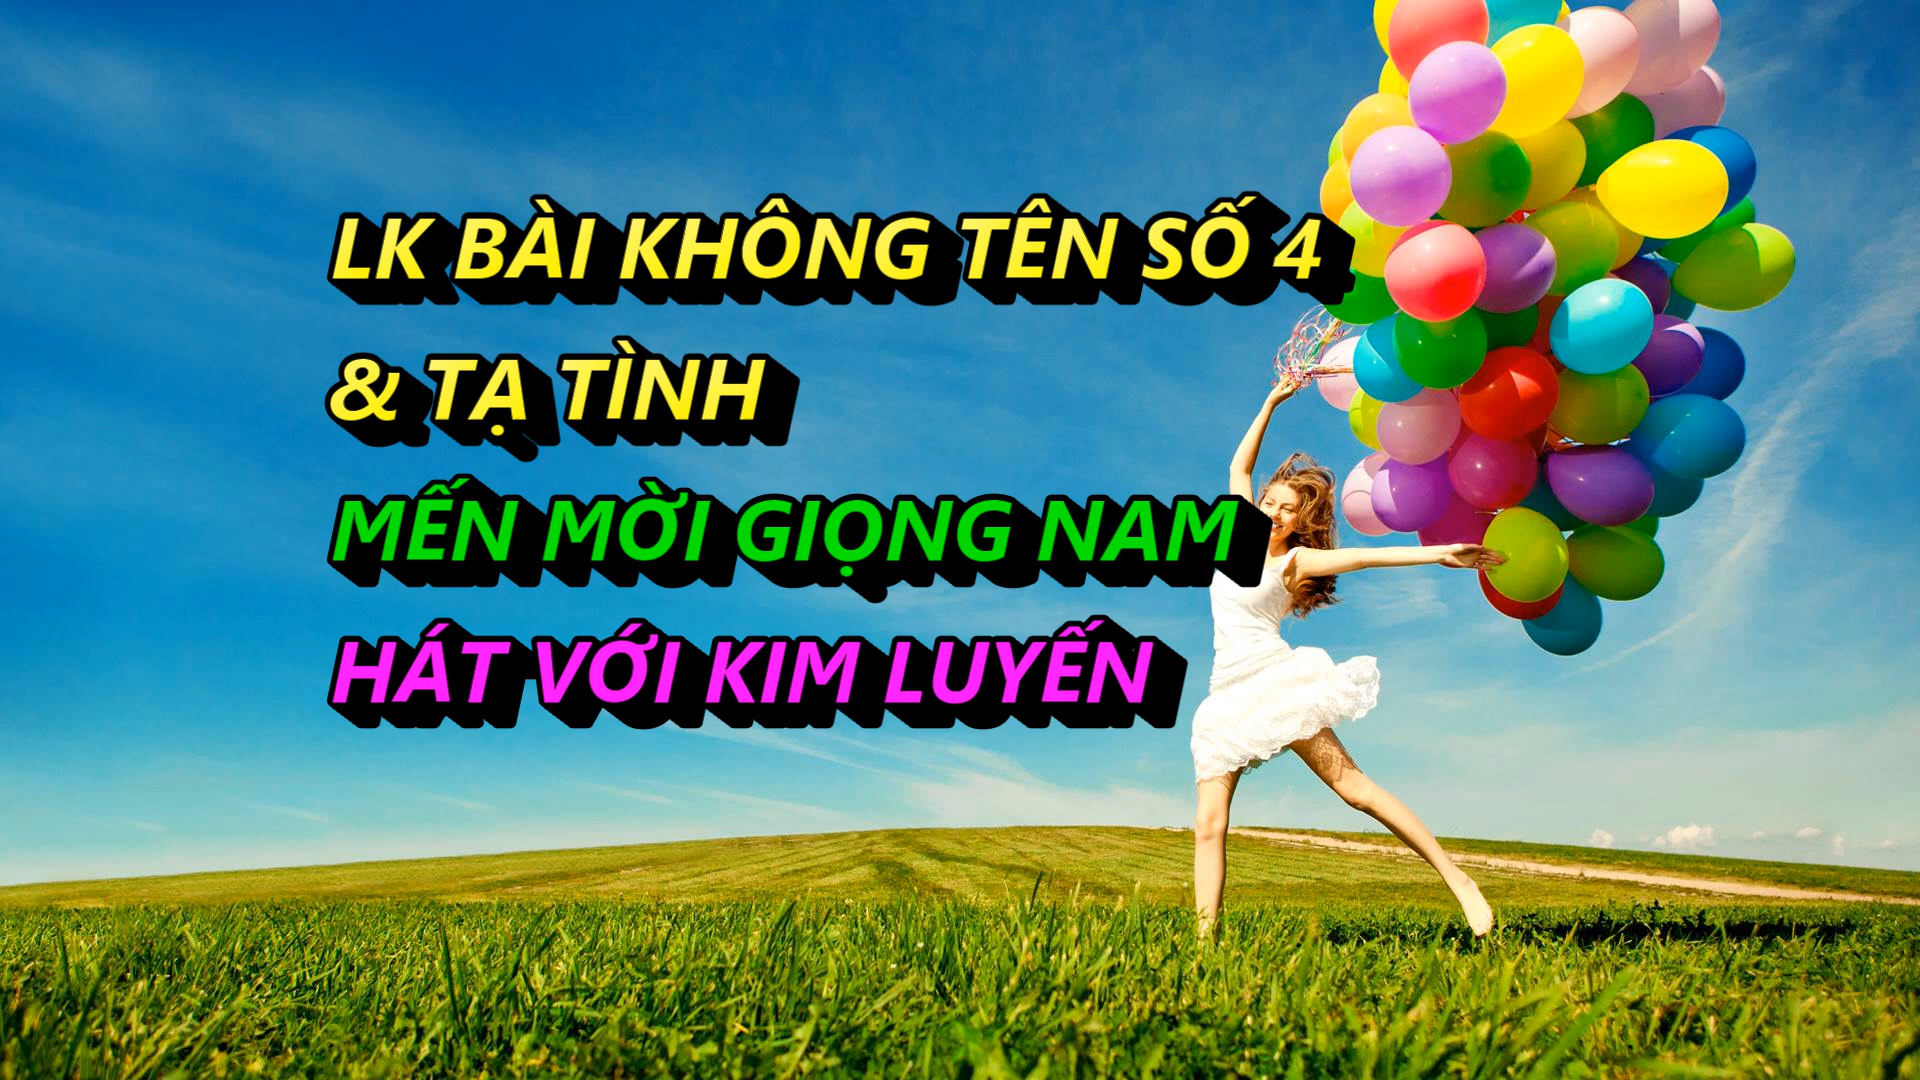 LK BÀI KHÔNG TÊN SỐ 4
& TẠ TÌNH
MẾN MỜI GIỌNG NAM
HÁT VỚI KIM LUYẾN